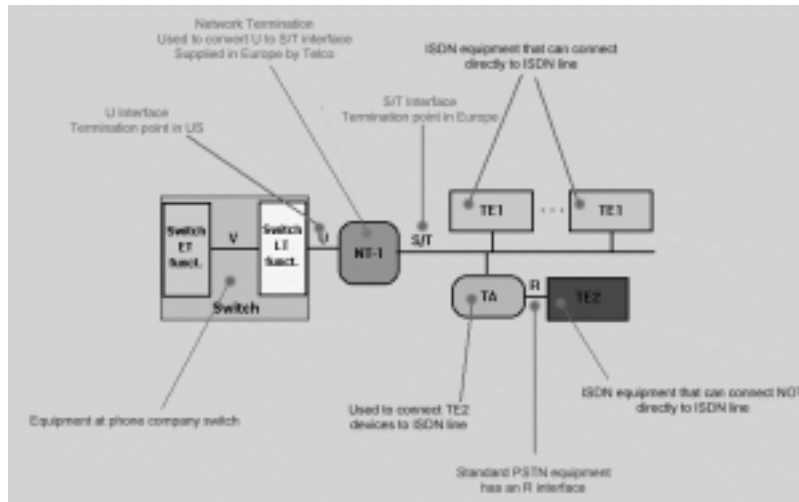 Network Termination
Used to convert U to S/T interface
Supplied in Europe by Telco
ISDN equipment that can connect
directly to ISDN line
U Interface
Termination point in US
S/T Interface
Termination point in Europe
TE1
...
TE1
Switch
ET
funct.
V
Switch
LT
funct.
U
NT-1
S/T
Switch
TA
R
TE2
Equipment at phone company switch
Used to connect TE2
devices to ISDN line
ISDN equipment that can connect NOT
directly to ISDN line
Standard PSTN equipment
has an R interface